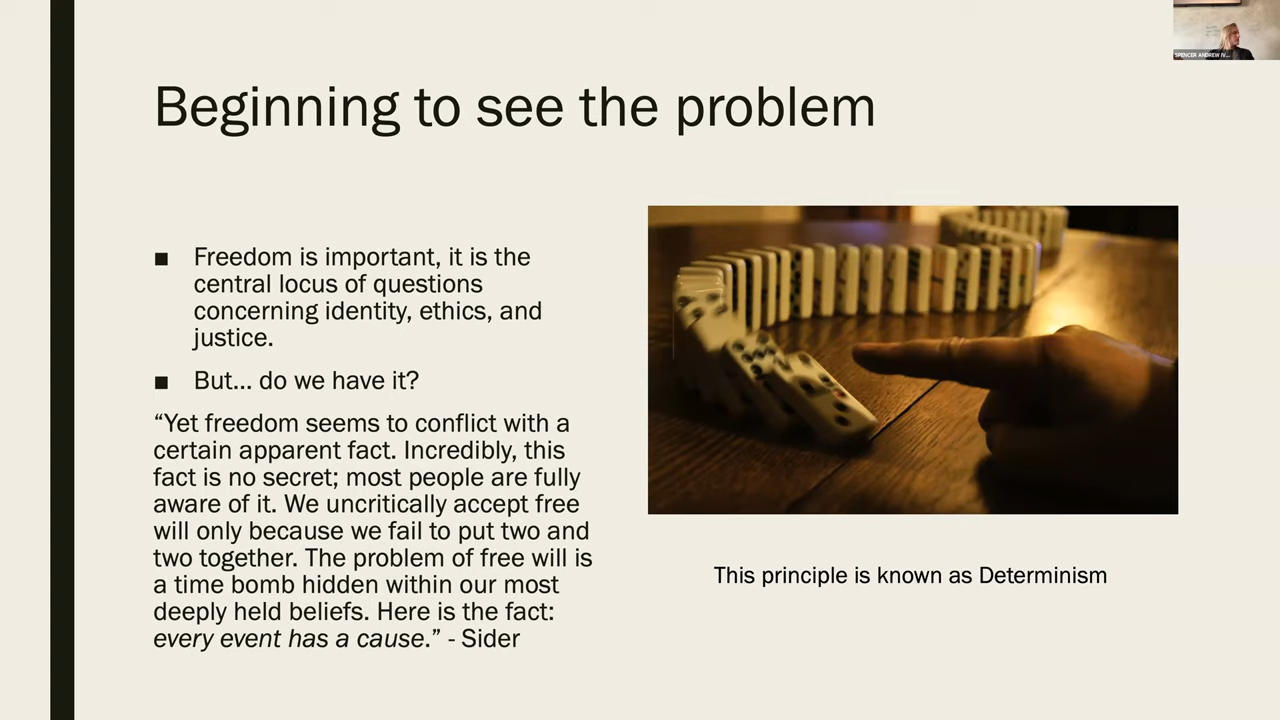 SPENCER ANDREW IV...
Beginning to see the problem
■ Freedom is important, it is the
central locus of questions
concerning identity, ethics, and
justice.
■ But... do we have it?
“Yet freedom seems to conflict with a
certain apparent fact. Incredibly, this
fact is no secret; most people are fully
aware of it. We uncritically accept free
will only because we fail to put two and
two together. The problem of free will is
a time bomb hidden within our most
deeply held beliefs. Here is the fact:
every event has a cause.” - Sider
This principle is known as Determinism